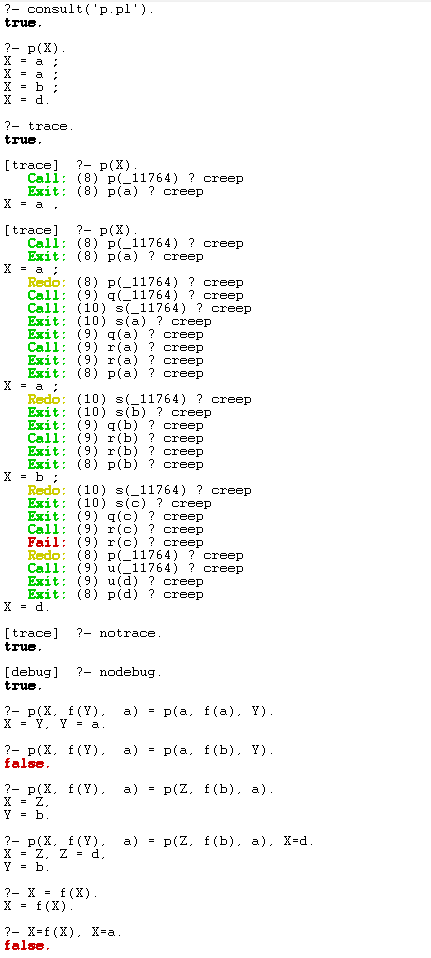 ?- consult('p.pl').
true.

?- p(X).
X = a ;
X = a ;
X = b ;
X = d.

?- trace.
true.

[trace]  ?- p(X).
   Call: (8) p(_11764) ? creep
   Exit: (8) p(a) ? creep
X = a .

[trace]  ?- p(X).
   Call: (8) p(_11764) ? creep
   Exit: (8) p(a) ? creep
X = a ;
   Redo: (8) p(_11764) ? creep
   Call: (9) q(_11764) ? creep
   Call: (10) s(_11764) ? creep
   Exit: (10) s(a) ? creep
   Exit: (9) q(a) ? creep
   Call: (9) r(a) ? creep
   Exit: (9) r(a) ? creep
   Exit: (8) p(a) ? creep
X = a ;
   Redo: (10) s(_11764) ? creep
   Exit: (10) s(b) ? creep
   Exit: (9) q(b) ? creep
   Call: (9) r(b) ? creep
   Exit: (9) r(b) ? creep
   Exit: (8) p(b) ? creep
X = b ;
   Redo: (10) s(_11764) ? creep
   Exit: (10) s(c) ? creep
   Exit: (9) q(c) ? creep
   Call: (9) r(c) ? creep
   Fail: (9) r(c) ? creep
   Redo: (8) p(_11764) ? creep
   Call: (9) u(_11764) ? creep
   Exit: (9) u(d) ? creep
   Exit: (8) p(d) ? creep
X = d.

[trace]  ?- notrace.
true.

[debug]  ?- nodebug.
true.

?- p(X, f(Y),  a) = p(a, f(a), Y).
X = Y, Y = a.

?- p(X, f(Y),  a) = p(a, f(b), Y).
false.

?- p(X, f(Y),  a) = p(Z, f(b), a).
X = Z,
Y = b.

?- p(X, f(Y),  a) = p(Z, f(b), a), X=d.
X = Z, Z = d,
Y = b.

?- X = f(X).
X = f(X).

?- X=f(X), X=a.
false.